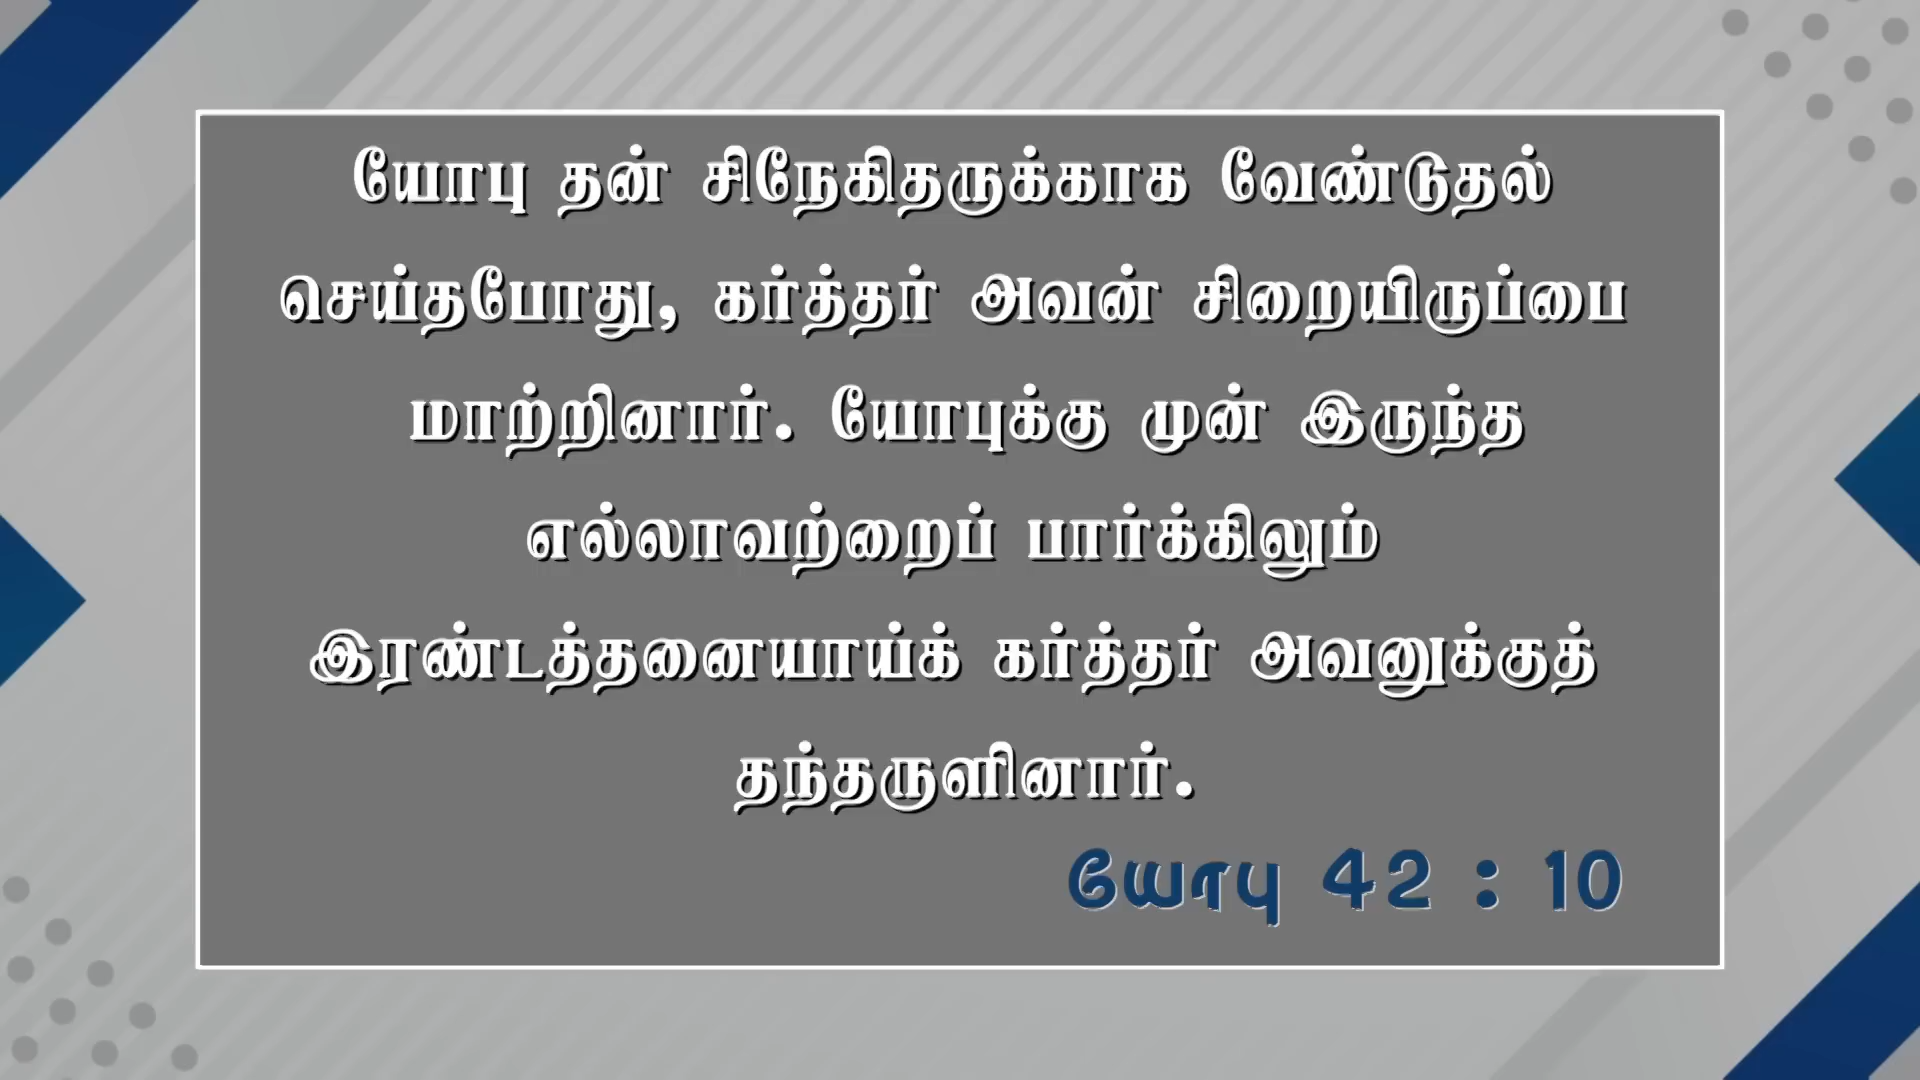 யோபு தன் சிநேகிதருக்காக வேண்டுதல்
செய்தபோது, கர்த்தர் அவன் சிறையிருப்பை
மாற்றினார். யோபுக்கு முன் இருந்த
எல்லாவற்றைப் பார்க்கிலும்
இரண்டத்தனையாய்க் கர்த்தர் அவனுக்குத்
தந்தருளினார்.
யோபு 42 : 10